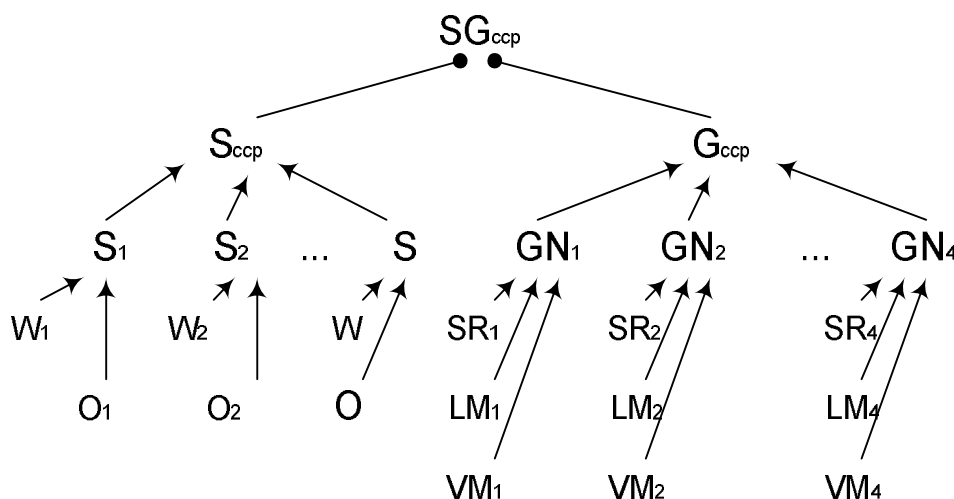 SGccp
Sccp Gccp
S1 S2 ... S GN1 GN2 ... GN4
W1 W2 W SR1 SR2 SR4
O1 O2 O LM1 LM2 LM4
VM1 VM2 VM4